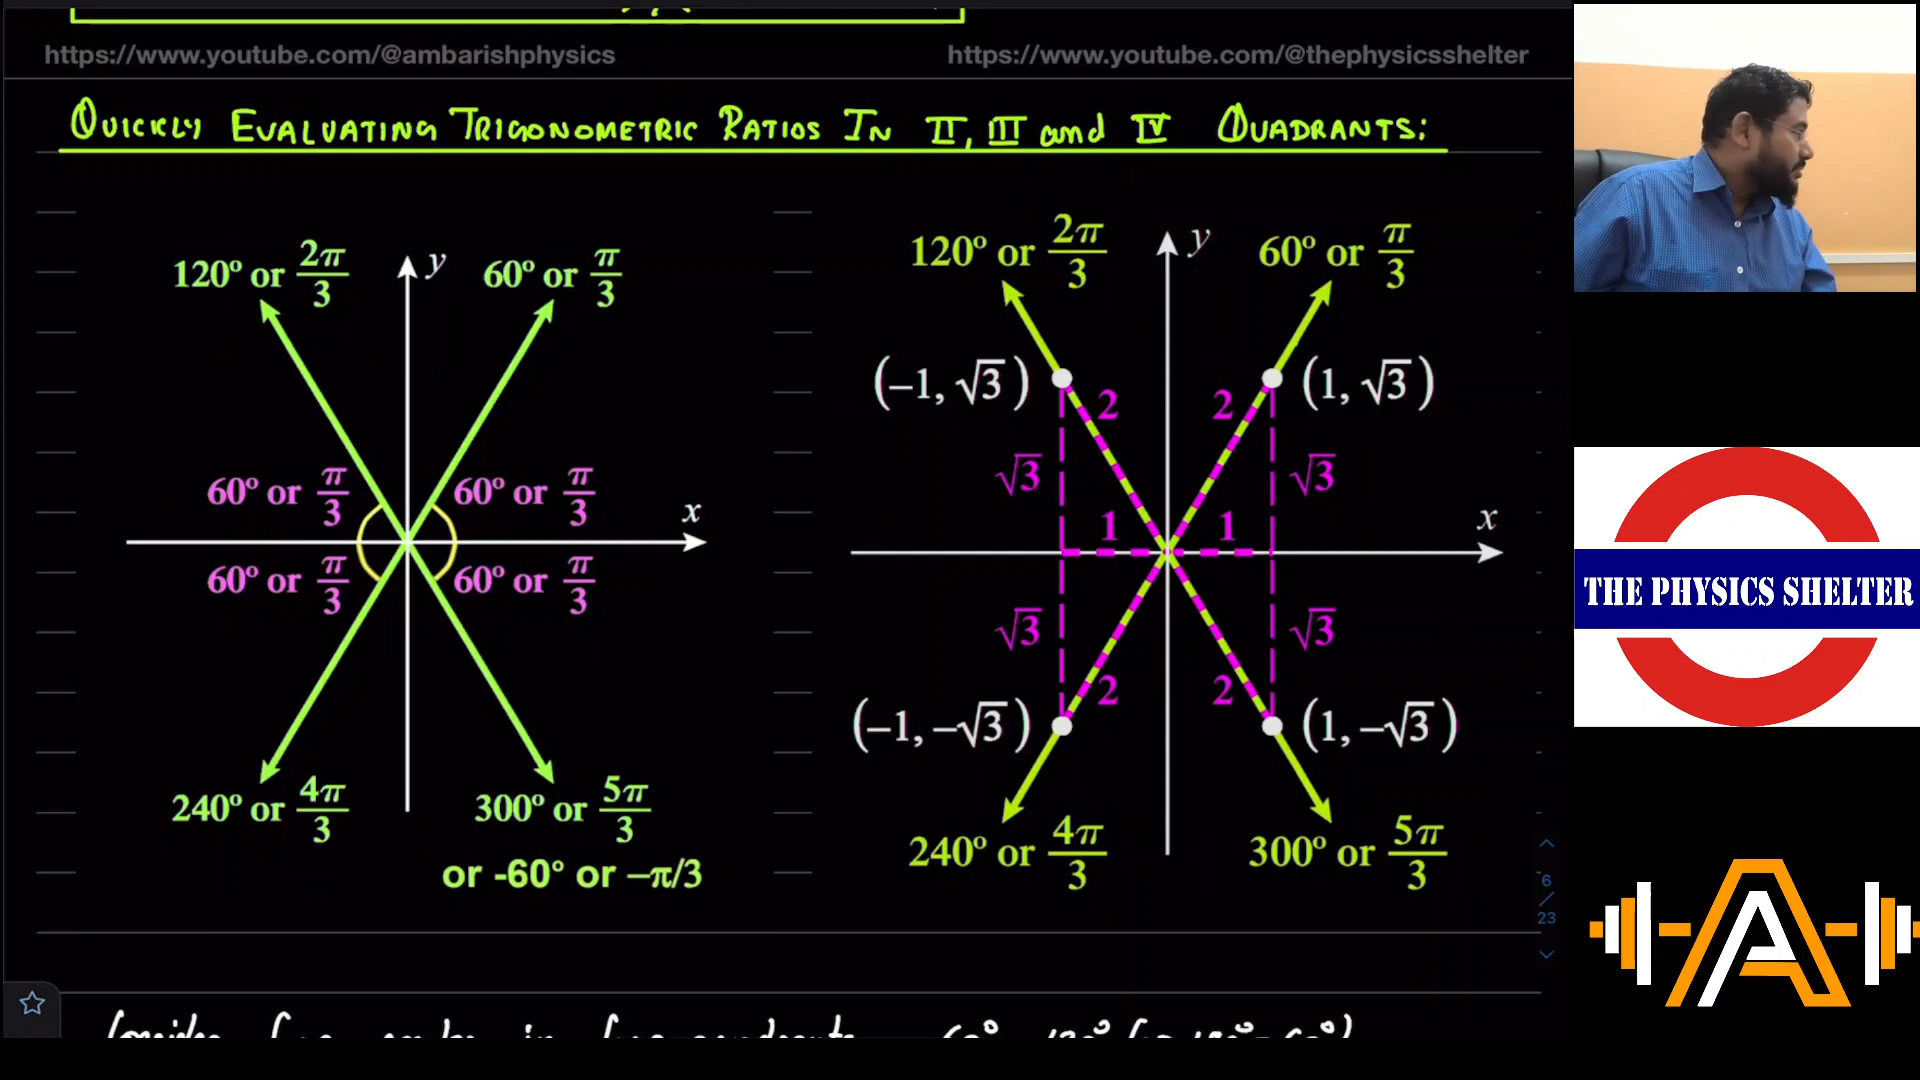 https://www.youtube.com/@ambarishphysics https://www.youtube.com/@thephysicsshelter
QUICKLY EVALUATING TRIGONOMETRIC RATIOS IN II, III and IV QUADRANTS:
120° or 2π/3
y
60° or π/3
60° or π/3
60° or π/3
x
60° or π/3
60° or π/3
240° or 4π/3
300° or 5π/3
or -60° or –π/3
120° or 2π/3
y
60° or π/3
(–1, √3)
2
2
(1, √3)
√3
√3
1
1
x
√3
√3
2
2
(–1, –√3)
(1, –√3)
240° or 4π/3
300° or 5π/3
6
/
23
THE PHYSICS SHELTER
A